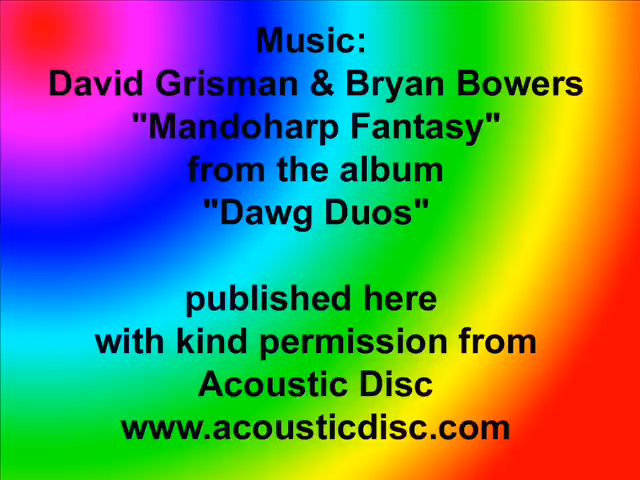 Music:
David Grisman & Bryan Bowers
"Mandoharp Fantasy"
from the album
"Dawg Duos"
published here
with kind permission from
Acoustic Disc
www.acousticdisc.com